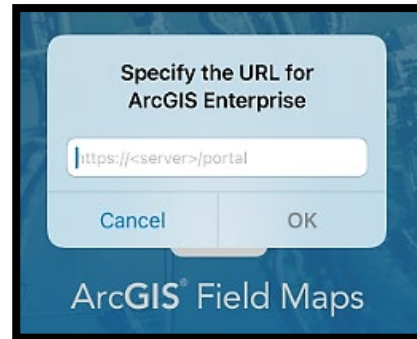 Specify the URL for
ArcGIS Enterprise
https://<server>/portal
Cancel
OK
ArcGIS® Field Maps